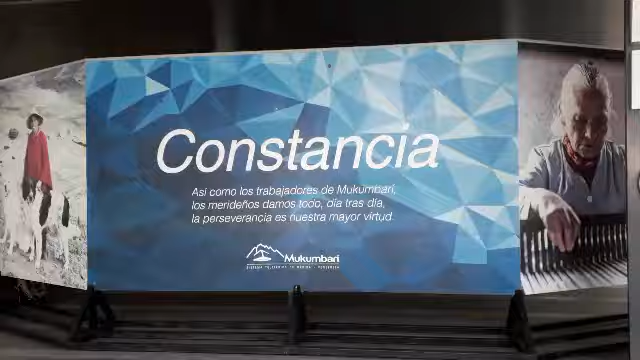 Constancia
Así como los trabajadores de Mukumbarí,
los merideños damos todo, día tras día,
la perseverancia es nuestra mayor virtud.
Mukumbarí